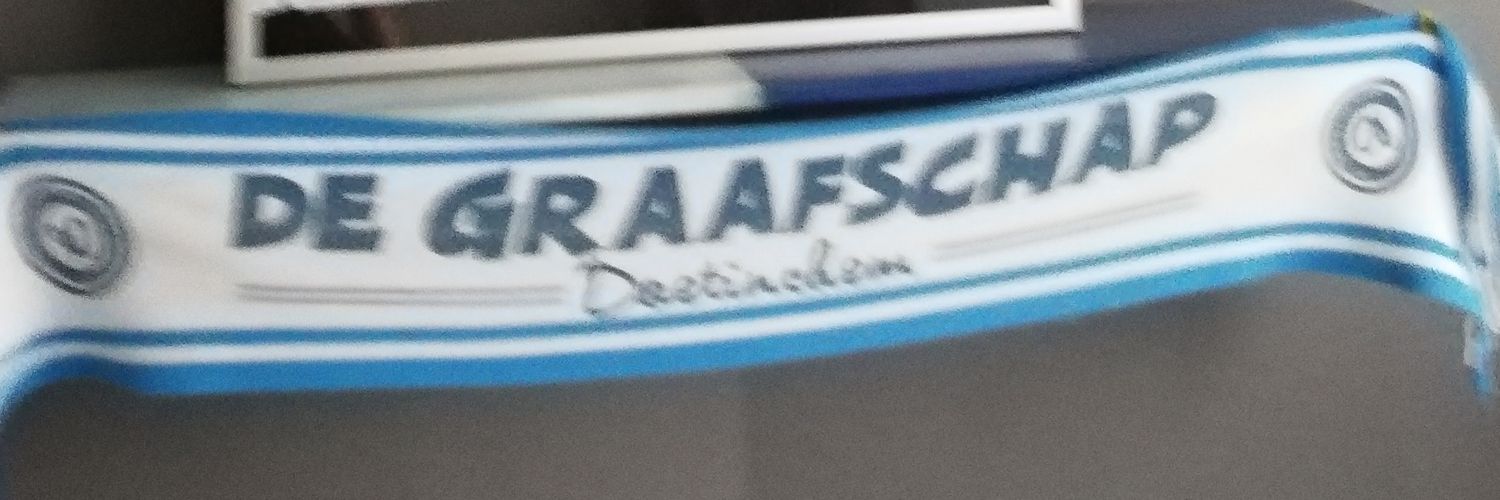 DE GRAAFSCHAP
Doetinchem